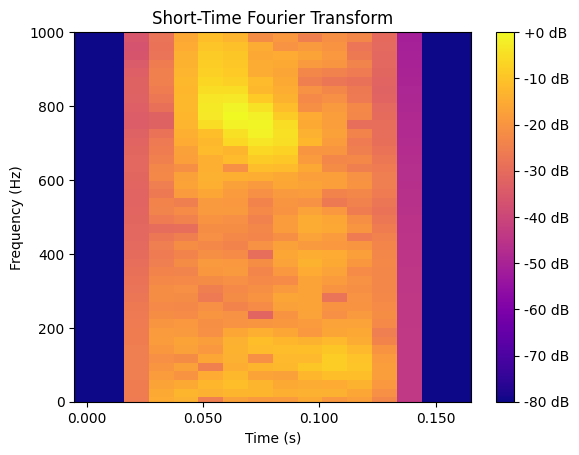 Short-Time Fourier Transform
1000
800
600
400
200
0
Frequency (Hz)
0.000
0.050
0.100
0.150
Time (s)
+0 dB
-10 dB
-20 dB
-30 dB
-40 dB
-50 dB
-60 dB
-70 dB
-80 dB